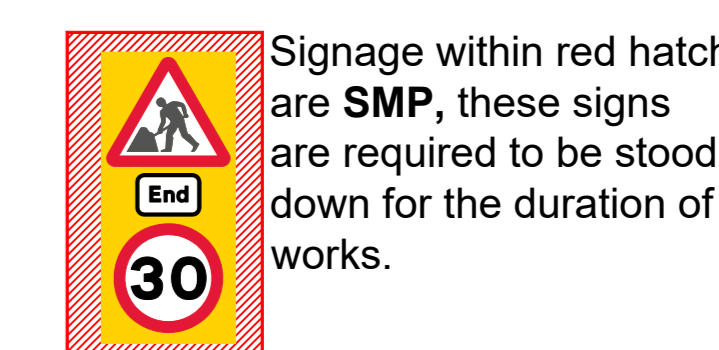 Signage within red hatch
are SMP, these signs
are required to be stood
down for the duration of
works.
End
30